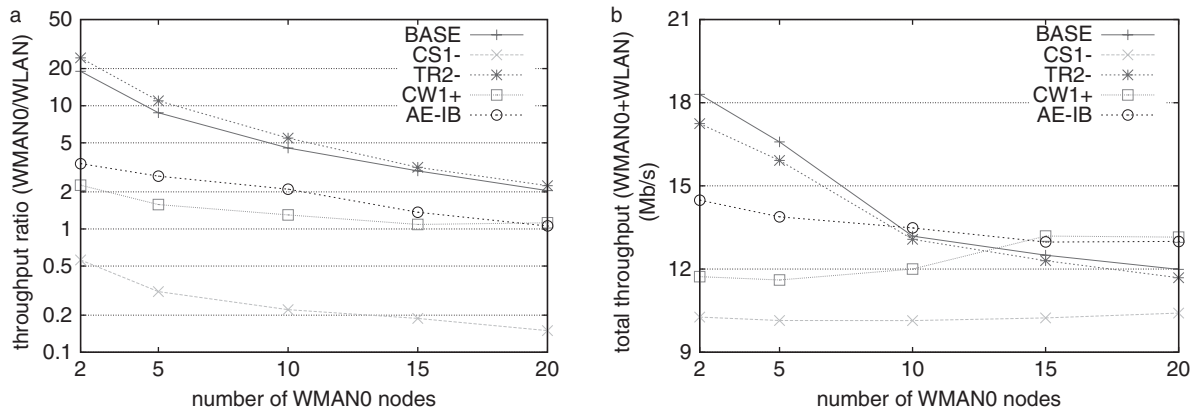 a
throughput ratio (WMAN0/WLAN)
50
20
10
5
2
1
0.5
0.2
0.1
BASE
CS1-
TR2-
CW1+
AE-IB
2 5 10 15 20
number of WMAN0 nodes
b
total throughput (WMAN0+WLAN)
(Mb/s)
21
18
15
12
9
BASE
CS1-
TR2-
CW1+
AE-IB
2 5 10 15 20
number of WMAN0 nodes